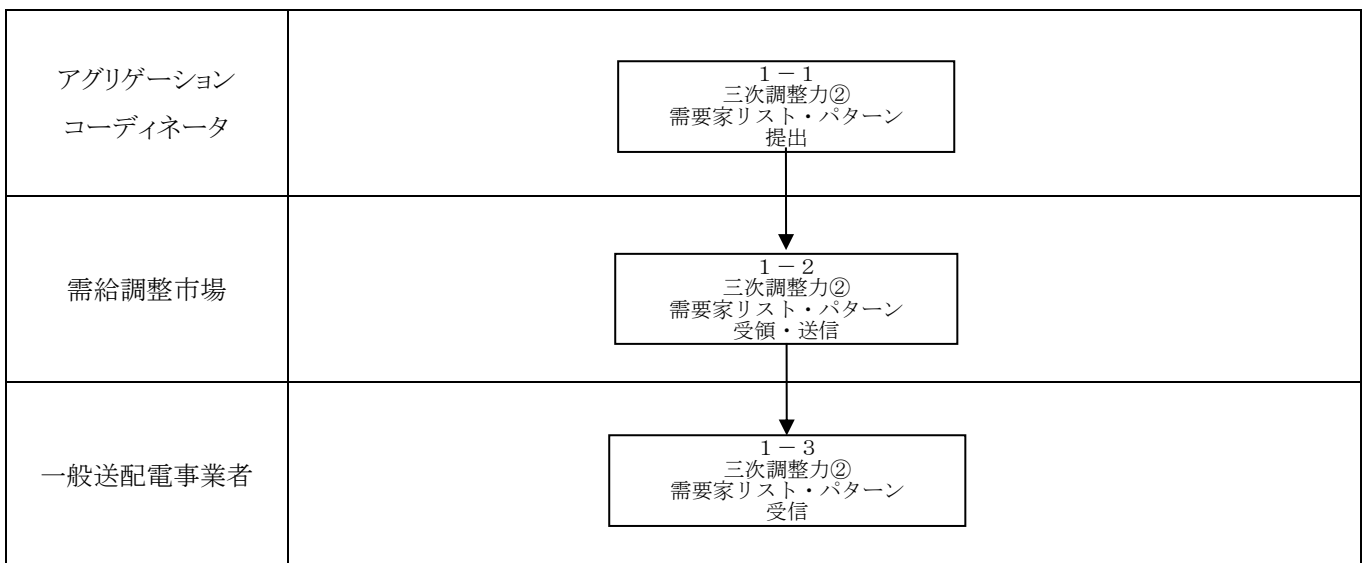 アグリゲーション
コーディネータ
１－１
三次調整力②
需要家リスト・パターン
提出
需給調整市場
１－２
三次調整力②
需要家リスト・パターン
受領・送信
一般送配電事業者
１－３
三次調整力②
需要家リスト・パターン
受信